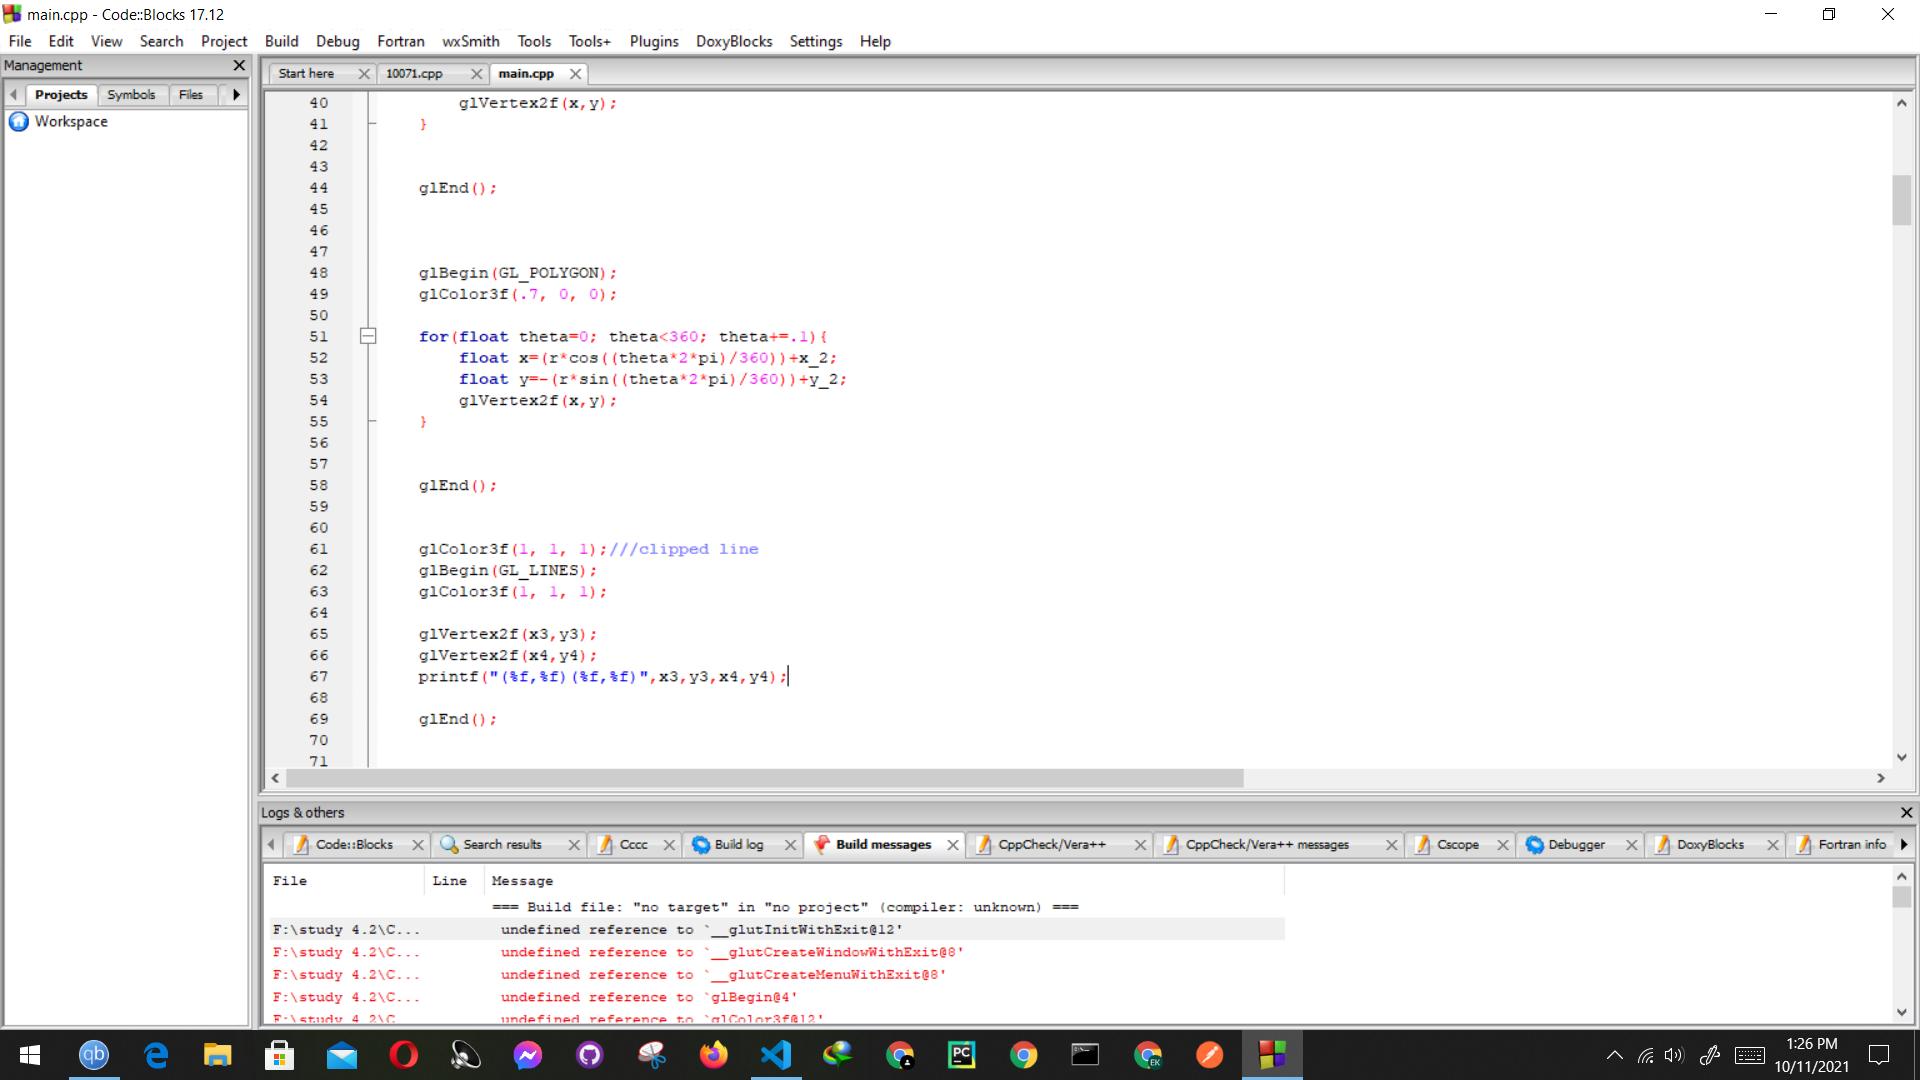 main.cpp - Code::Blocks 17.12
File Edit View Search Project Build Debug Fortran wxSmith Tools Tools+ Plugins DoxyBlocks Settings Help
Management
Projects Symbols Files
Workspace
Start here 10071.cpp main.cpp
40 glVertex2f(x,y);
41 }
42
43
44 glEnd();
45
46
47
48 glBegin(GL_POLYGON);
49 glColor3f(.7, 0, 0);
50
51 for(float theta=0; theta<360; theta+=.1){
52 float x=(r*cos((theta*2*pi)/360))+x_2;
53 float y=-(r*sin((theta*2*pi)/360))+y_2;
54 glVertex2f(x,y);
55 }
56
57
58 glEnd();
59
60
61 glColor3f(1, 1, 1);///clipped line
62 glBegin(GL_LINES);
63 glColor3f(1, 1, 1);
64
65 glVertex2f(x3,y3);
66 glVertex2f(x4,y4);
67 printf("(%f,%f)(%f,%f)",x3,y3,x4,y4);
68
69 glEnd();
70
71
Logs & others
Code::Blocks Search results Cccc Build log Build messages CppCheck/Vera++ CppCheck/Vera++ messages Cscope Debugger DoxyBlocks Fortran info
File Line Message
=== Build file: "no target" in "no project" (compiler: unknown) ===
F:\study 4.2\C... undefined reference to `__glutInitWithExit@12'
F:\study 4.2\C... undefined reference to `__glutCreateWindowWithExit@8'
F:\study 4.2\C... undefined reference to `__glutCreateMenuWithExit@8'
F:\study 4.2\C... undefined reference to `glBegin@4'
F:\study 4.2\C... undefined reference to `glColor3f@12'
qb PC EK
1:26 PM
10/11/2021